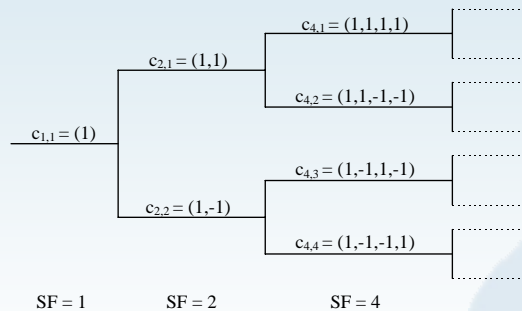 c4,1 = (1,1,1,1)
c2,1 = (1,1)
c4,2 = (1,1,-1,-1)
c1,1 = (1)
c4,3 = (1,-1,1,-1)
c2,2 = (1,-1)
c4,4 = (1,-1,-1,1)
SF = 1 SF = 2 SF = 4